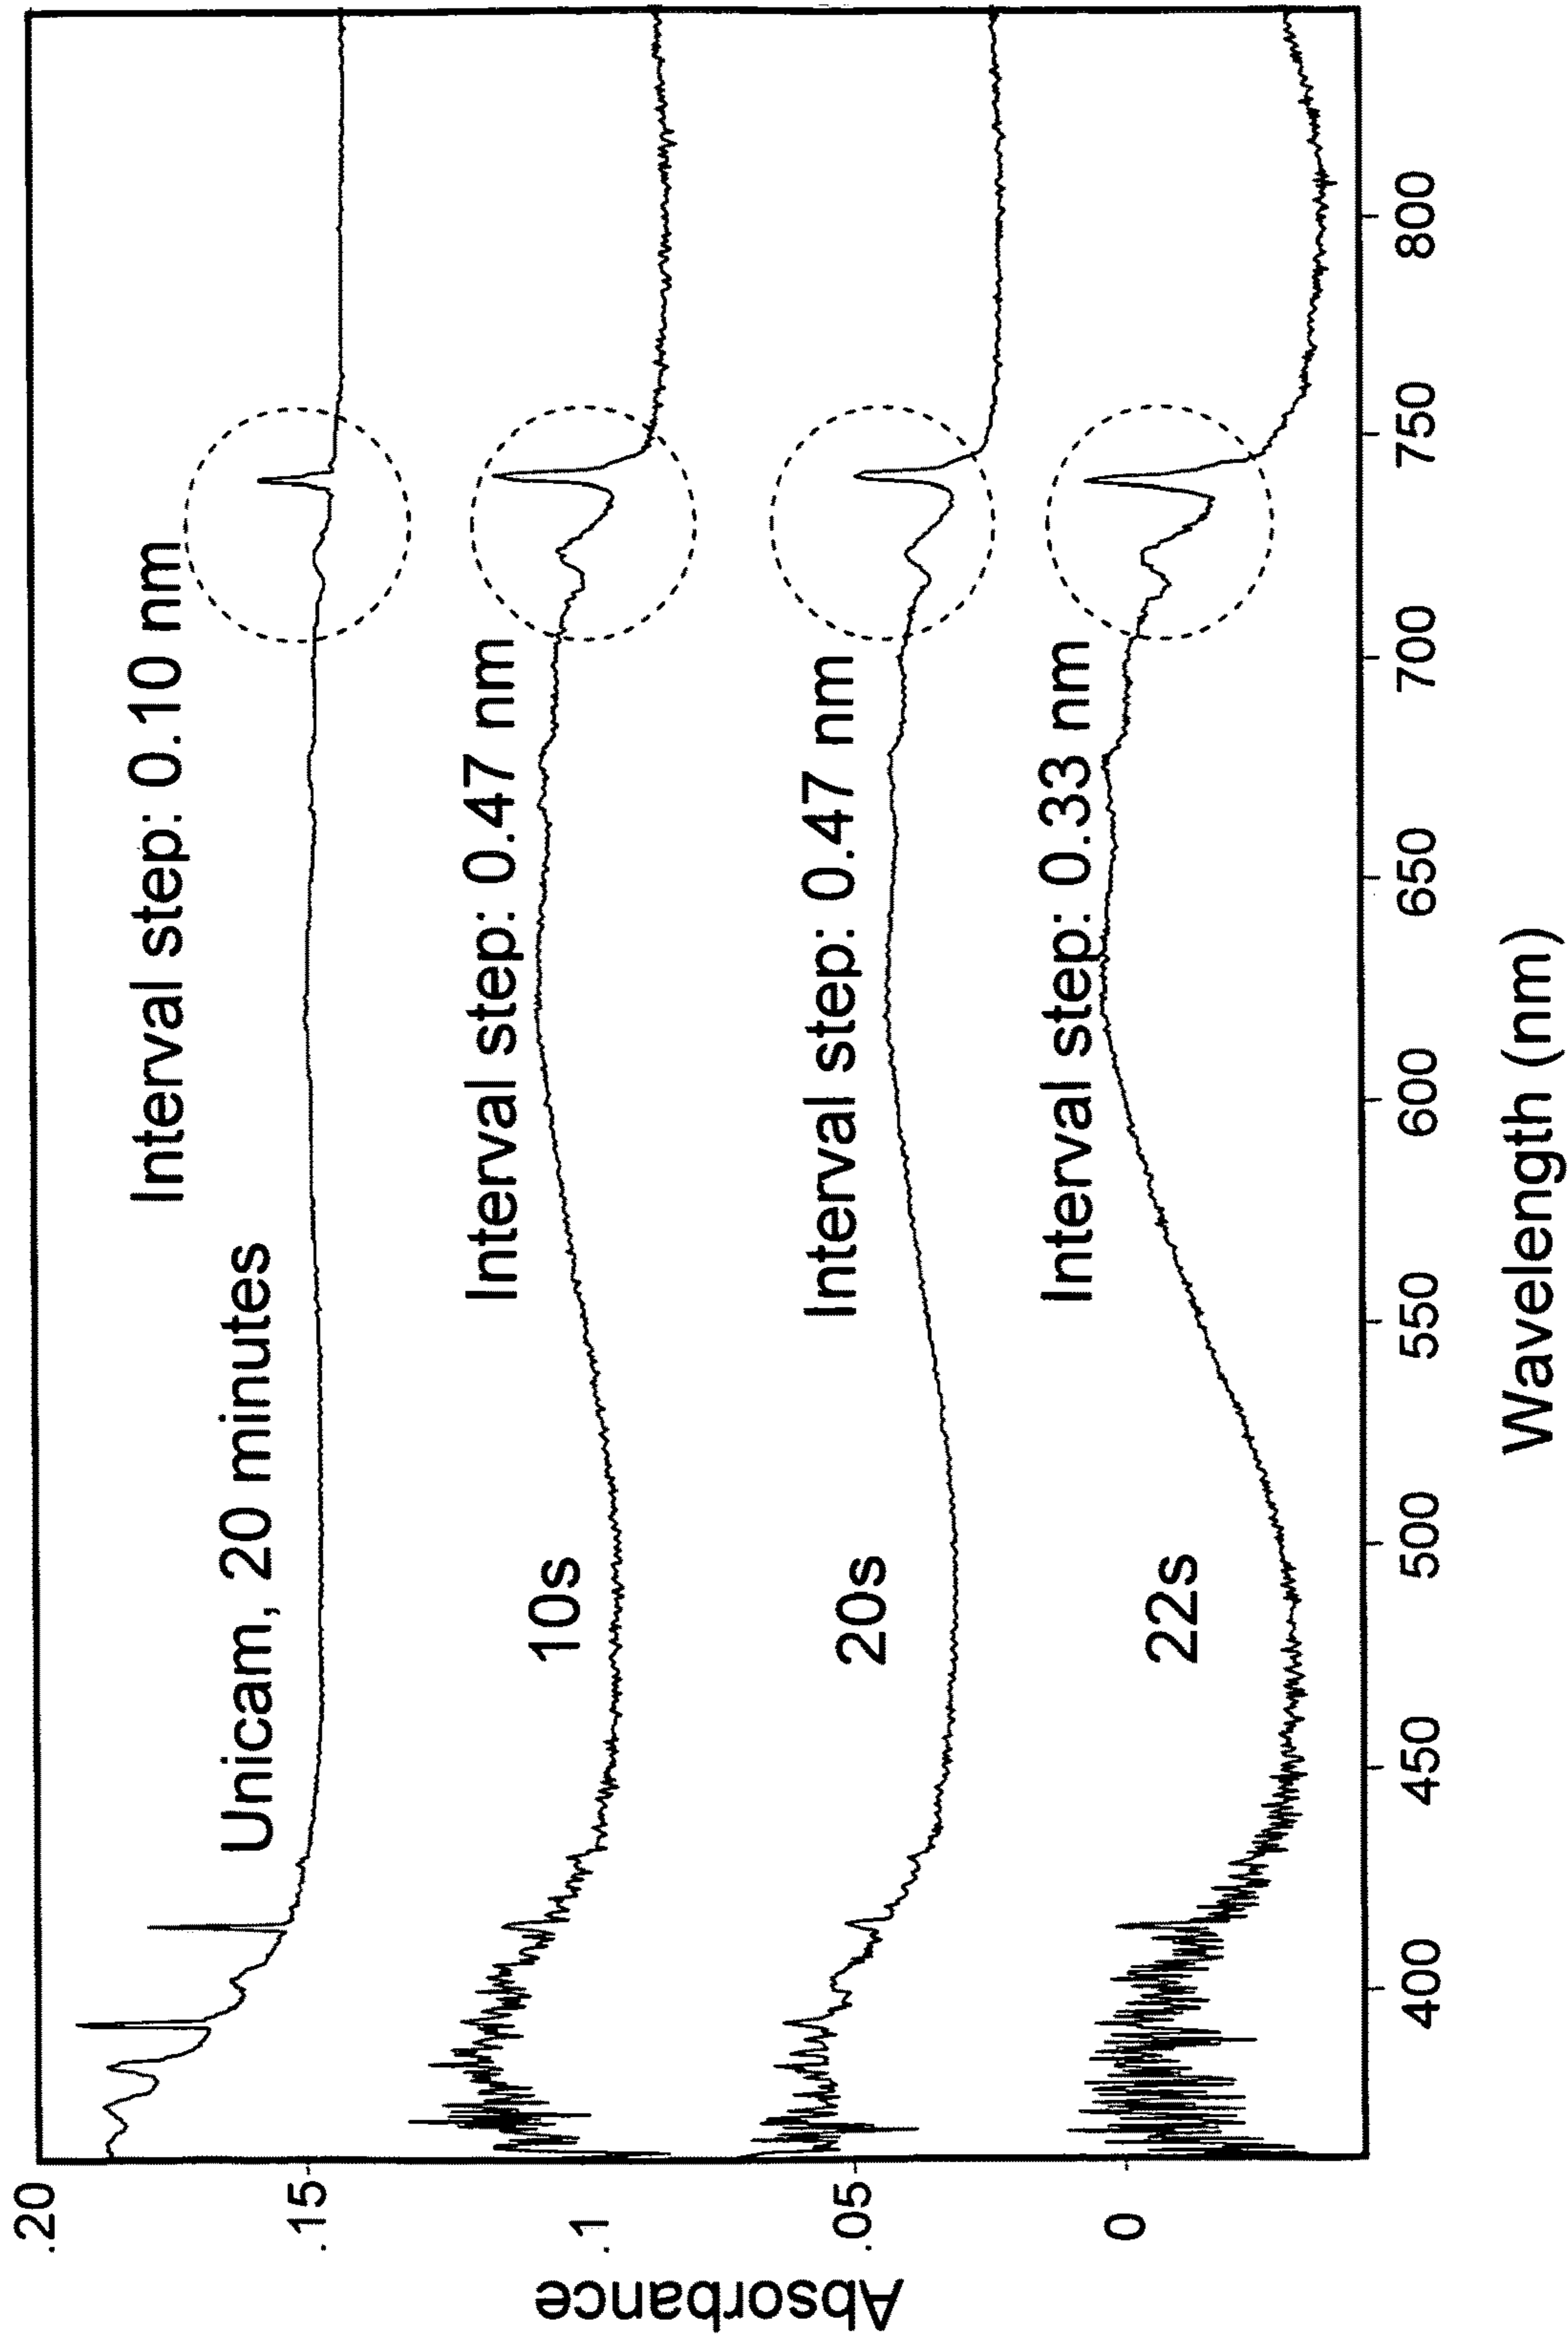 Absorbance
.20
.15
.1
.05
0
Interval step: 0.10 nm
Unicam, 20 minutes
Interval step: 0.47 nm
10s
Interval step: 0.47 nm
20s
Interval step: 0.33 nm
22s
400 450 500 550 600 650 700 750 800
Wavelength (nm)